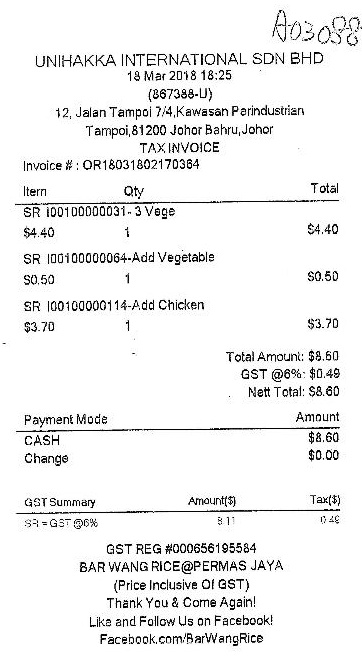 A03088
UNIHAKKA INTERNATIONAL SDN BHD
18 Mar 2018 18:25
(867388-U)
12, Jalan Tampoi 7/4,Kawasan Parindustrian
Tampoi,81200 Johor Bahru,Johor
TAX INVOICE
Invoice # : OR18031802170364
Item Qty Total
SR I00100000031- 3 Vege
$4.40 1 $4.40
SR I00100000064-Add Vegetable
$0.50 1 $0.50
SR I00100000114-Add Chicken
$3.70 1 $3.70
Total Amount: $8.60
GST @6%: $0.49
Nett Total: $8.60
Payment Mode Amount
CASH $8.60
Change $0.00
GST Summary Amount($) Tax($)
SR = GST @6% 8.11 0.49
GST REG #000656195584
BAR WANG RICE@PERMAS JAYA
(Price Inclusive Of GST)
Thank You & Come Again!
Like and Follow Us on Facebook!
Facebook.com/BarWangRice